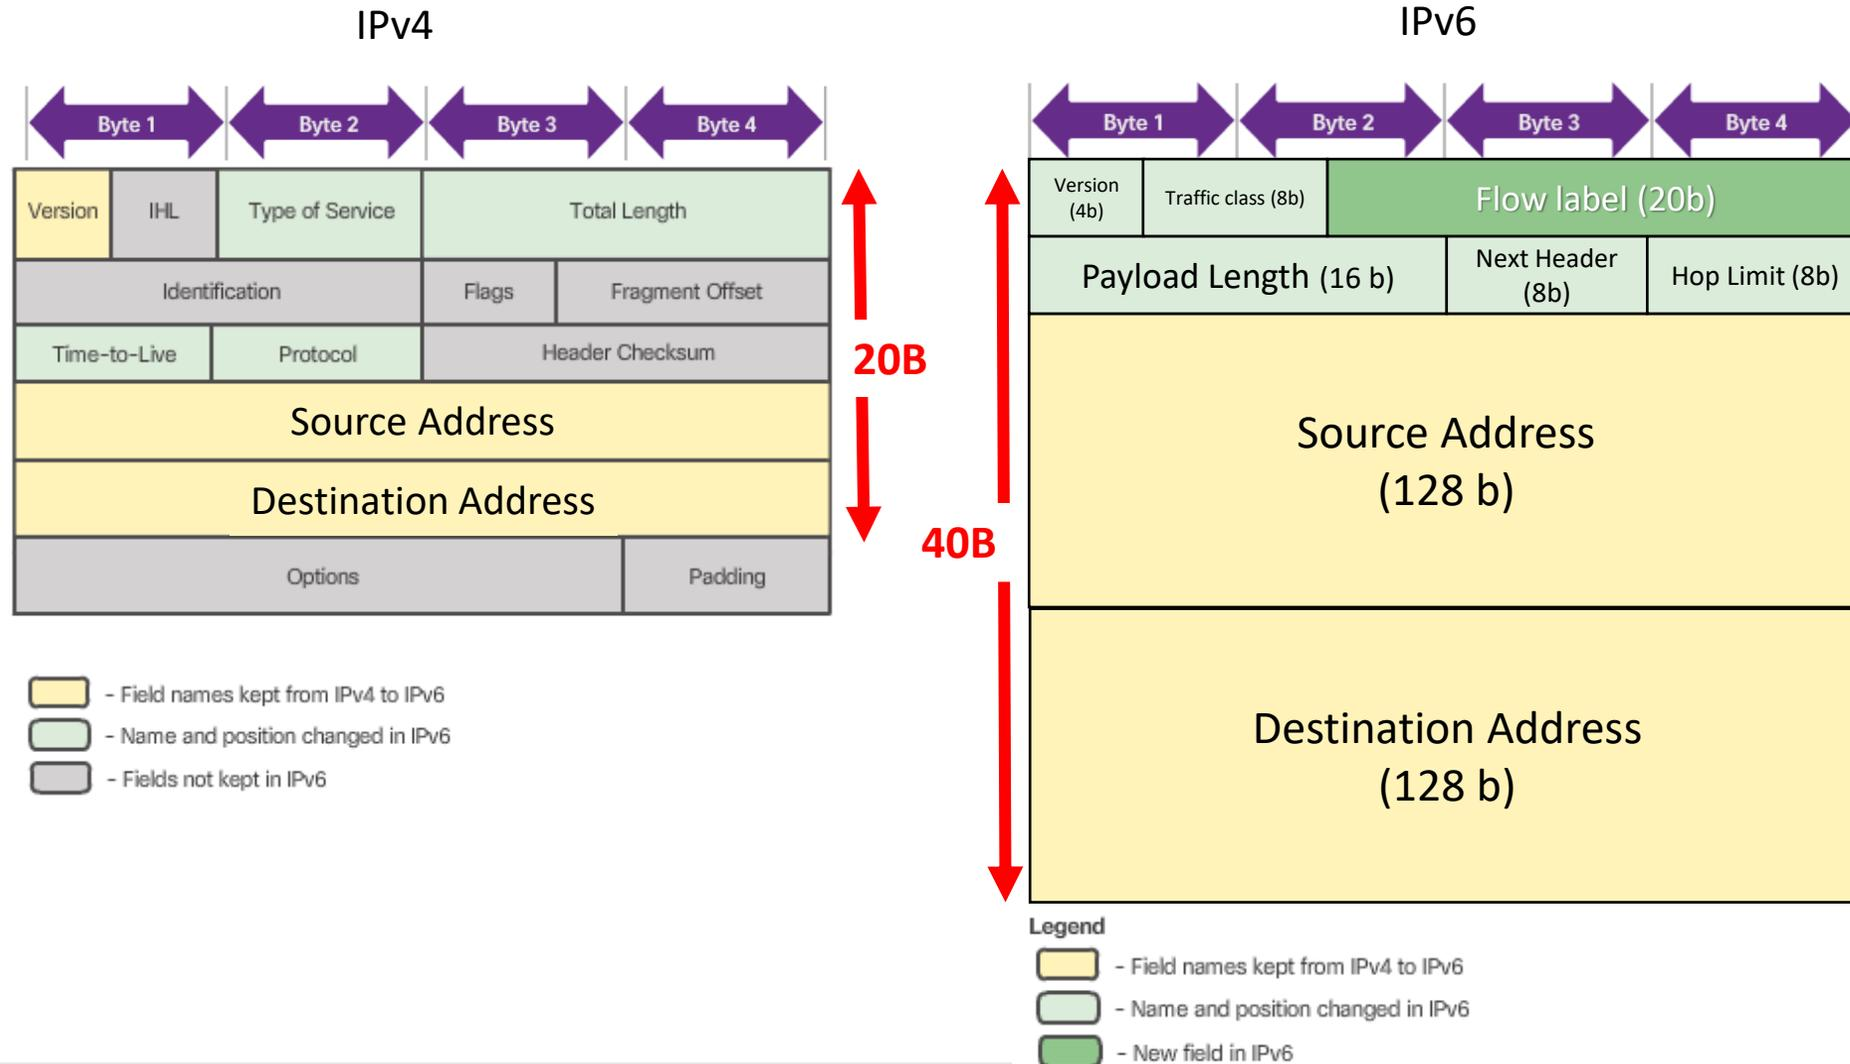 IPv4
Byte 1
Byte 2
Byte 3
Byte 4
Version
IHL
Type of Service
Total Length
Identification
Flags
Fragment Offset
Time-to-Live
Protocol
Header Checksum
Source Address
Destination Address
Options
Padding
20B
- Field names kept from IPv4 to IPv6
- Name and position changed in IPv6
- Fields not kept in IPv6
IPv6
Byte 1
Byte 2
Byte 3
Byte 4
Version
(4b)
Traffic class (8b)
Flow label (20b)
Payload Length (16 b)
Next Header
(8b)
Hop Limit (8b)
Source Address
(128 b)
40B
Destination Address
(128 b)
Legend
- Field names kept from IPv4 to IPv6
- Name and position changed in IPv6
- New field in IPv6